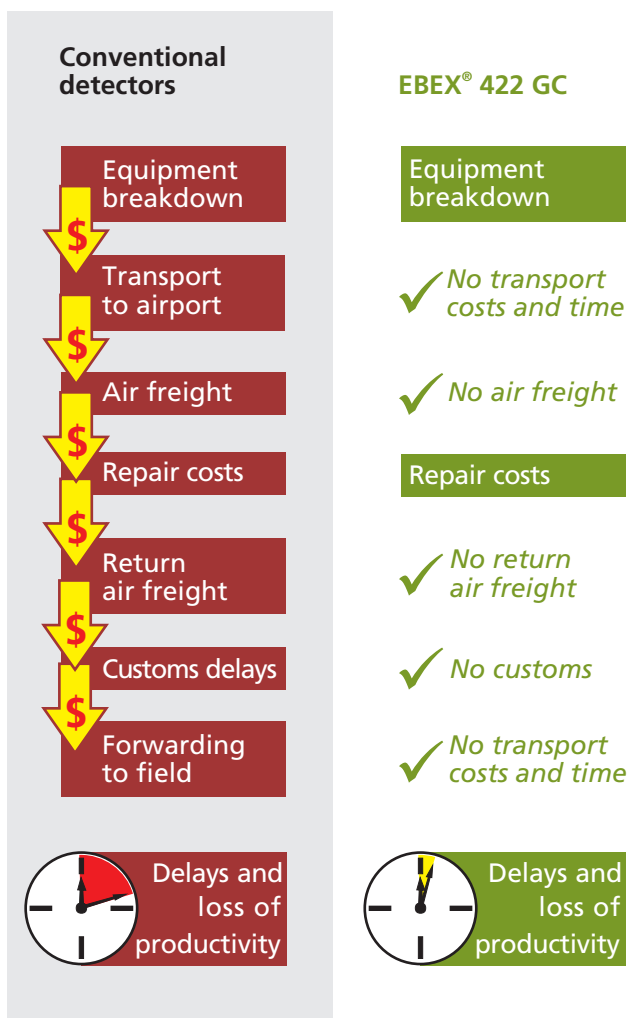 Conventional
detectors
Equipment
breakdown
$
Transport
to airport
$
Air freight
$
Repair costs
$
Return
air freight
$
Customs delays
$
Forwarding
to field
Delays and
loss of
productivity
EBEX® 422 GC
Equipment
breakdown
No transport
costs and time
No air freight
Repair costs
No return
air freight
No customs
No transport
costs and time
Delays and
loss of
productivity